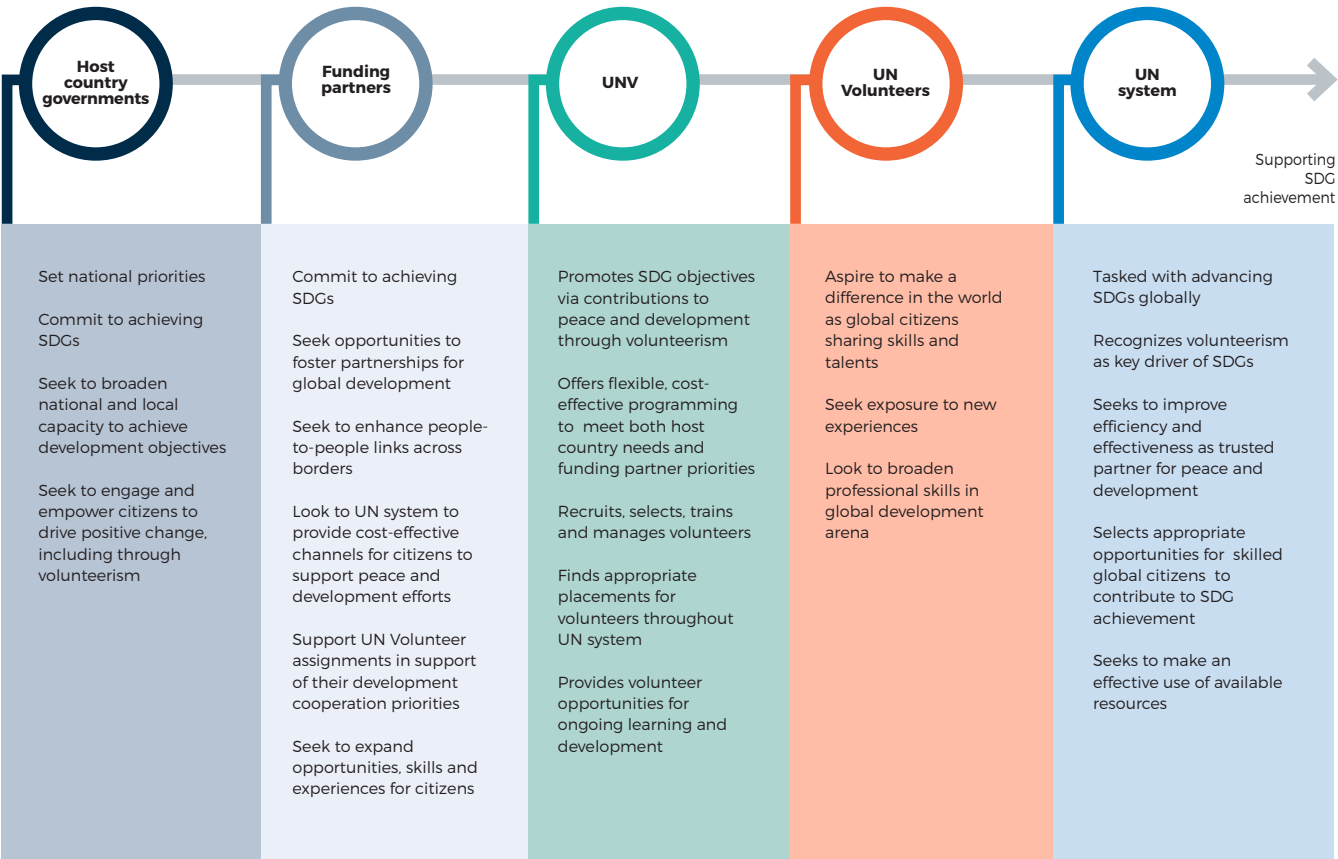 Host
country
governments
Funding
partners
UNV
UN
Volunteers
UN
system
Supporting
SDG
achievement
Set national priorities
Commit to achieving
SDGs
Seek to broaden
national and local
capacity to achieve
development objectives
Seek to engage and
empower citizens to
drive positive change,
including through
volunteerism
Commit to achieving
SDGs
Seek opportunities to
foster partnerships for
global development
Seek to enhance people-
to-people links across
borders
Look to UN system to
provide cost-effective
channels for citizens to
support peace and
development efforts
Support UN Volunteer
assignments in support
of their development
cooperation priorities
Seek to expand
opportunities, skills and
experiences for citizens
Promotes SDG objectives
via contributions to
peace and development
through volunteerism
Offers flexible, cost-
effective programming
to meet both host
country needs and
funding partner priorities
Recruits, selects, trains
and manages volunteers
Finds appropriate
placements for
volunteers throughout
UN system
Provides volunteer
opportunities for
ongoing learning and
development
Aspire to make a
difference in the world
as global citizens
sharing skills and
talents
Seek exposure to new
experiences
Look to broaden
professional skills in
global development
arena
Tasked with advancing
SDGs globally
Recognizes volunteerism
as key driver of SDGs
Seeks to improve
efficiency and
effectiveness as trusted
partner for peace and
development
Selects appropriate
opportunities for skilled
global citizens to
contribute to SDG
achievement
Seeks to make an
effective use of available
resources